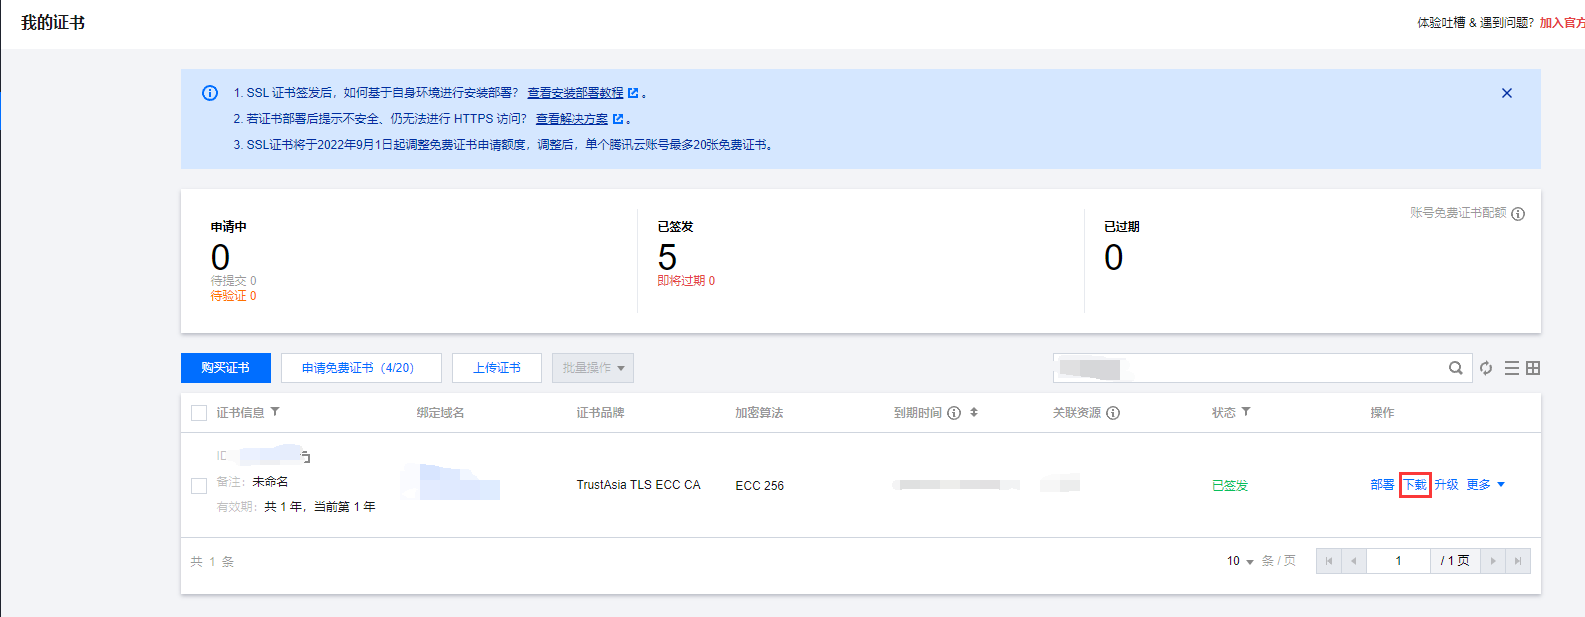 我的证书
体验吐槽 & 遇到问题? 加入官方
1. SSL 证书签发后，如何基于自身环境进行安装部署？ 查看安装部署教程 。
2. 若证书部署后提示不安全、仍无法进行 HTTPS 访问？ 查看解决方案 。
3. SSL证书将于2022年9月1日起调整免费证书申请额度，调整后，单个腾讯云账号最多20张免费证书。
账号免费证书配额
申请中
0
待提交 0
待验证 0
已签发
5
即将过期 0
已过期
0
购买证书 申请免费证书（4/20） 上传证书 批量操作
证书信息 绑定域名 证书品牌 加密算法 到期时间 关联资源 状态 操作
ID
备注： 未命名
有效期： 共 1 年，当前第 1 年
TrustAsia TLS ECC CA
ECC 256
已签发
部署 下载 升级 更多
共 1 条
10 条 / 页 1 / 1 页